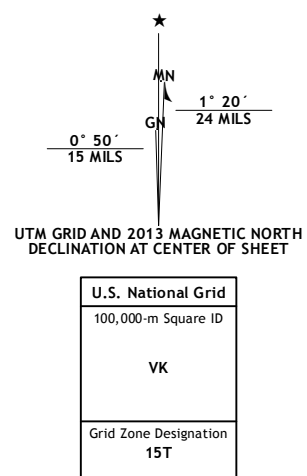 MN
1° 20´
24 MILS
GN
0° 50´
15 MILS
UTM GRID AND 2013 MAGNETIC NORTH
DECLINATION AT CENTER OF SHEET
U.S. National Grid
100,000-m Square ID
VK
Grid Zone Designation
15T